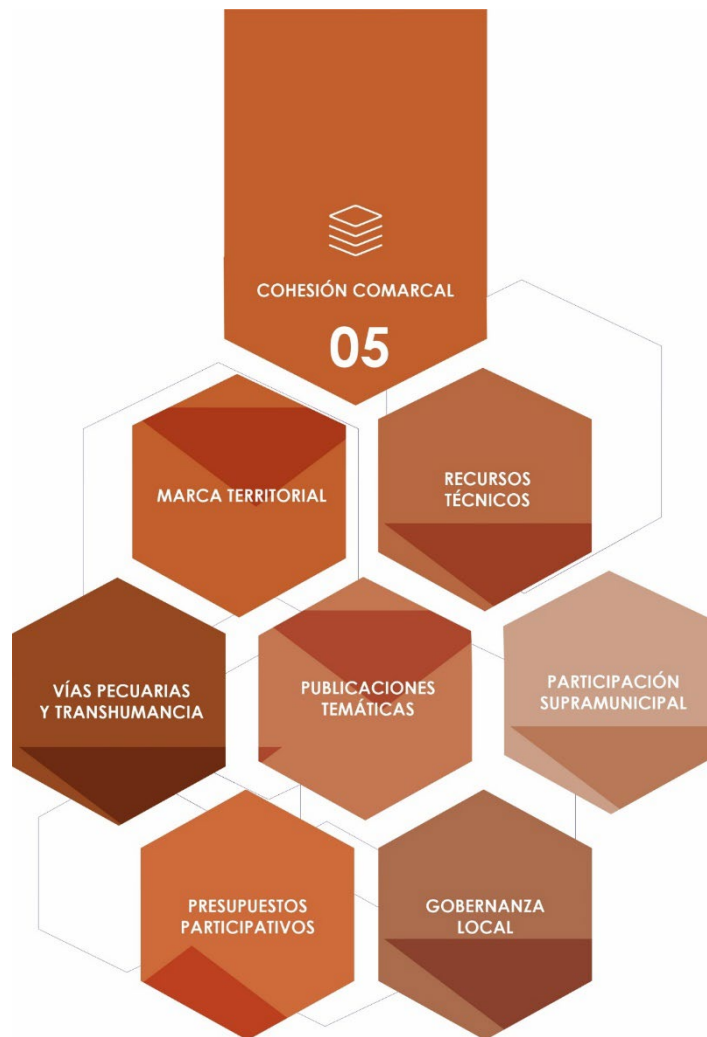 COHESIÓN COMARCAL
05
MARCA TERRITORIAL
RECURSOS
TÉCNICOS
VÍAS PECUARIAS
Y TRANSHUMANCIA
PUBLICACIONES
TEMÁTICAS
PARTICIPACIÓN
SUPRAMUNICIPAL
PRESUPUESTOS
PARTICIPATIVOS
GOBERNANZA
LOCAL